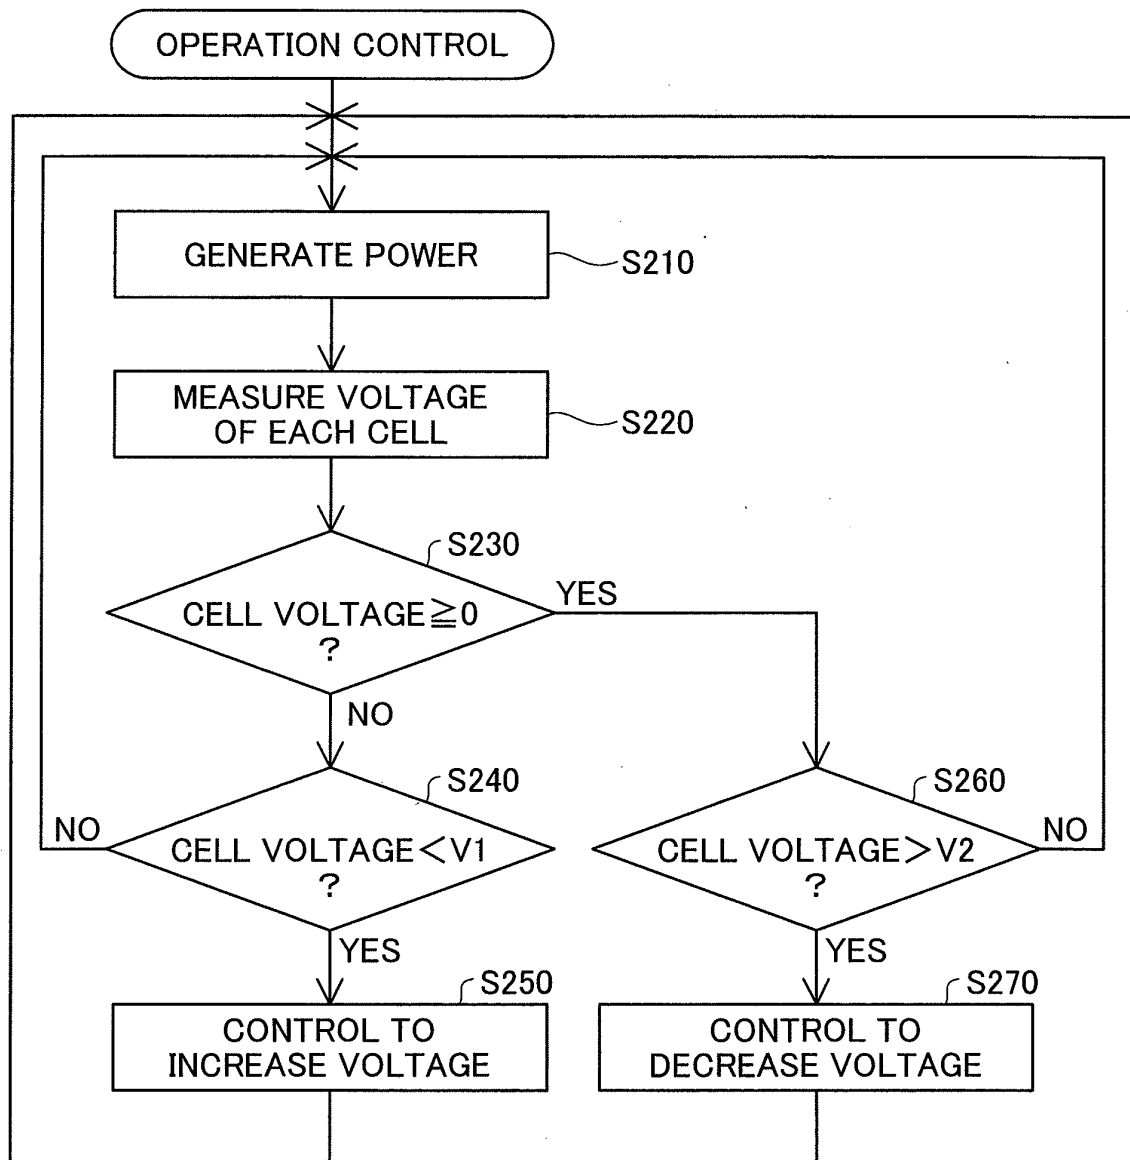 OPERATION CONTROL
GENERATE POWER
S210
MEASURE VOLTAGE
OF EACH CELL
S220
S230
CELL VOLTAGE≧0
?
YES
NO
S240
CELL VOLTAGE<V1
?
NO
YES
S260
CELL VOLTAGE>V2
?
NO
YES
S250
CONTROL TO
INCREASE VOLTAGE
S270
CONTROL TO
DECREASE VOLTAGE